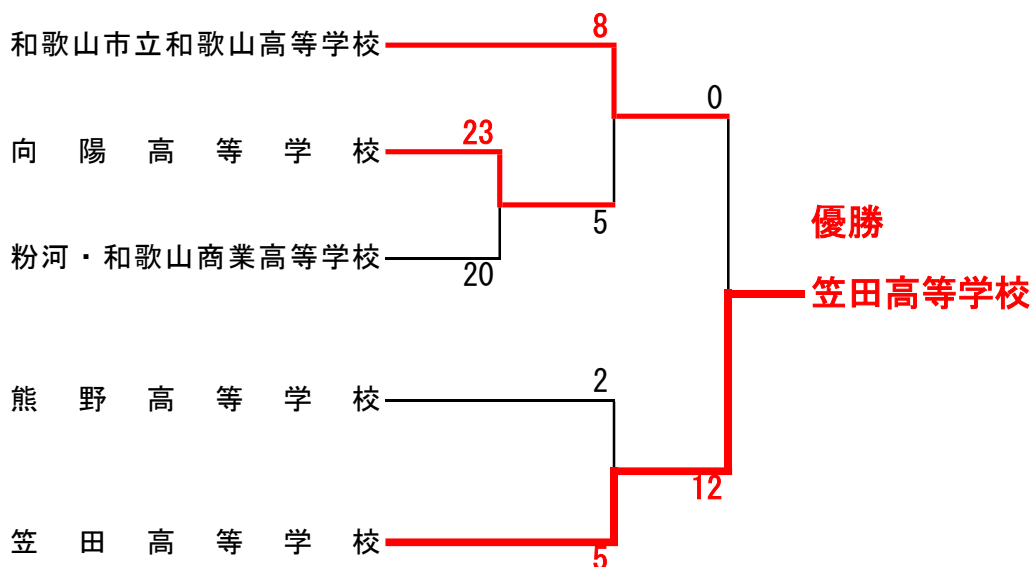 和歌山市立和歌山高等学校
8
0
向陽高等学校
23
5
粉河・和歌山商業高等学校
20
優勝
笠田高等学校
熊野高等学校
2
12
笠田高等学校
5